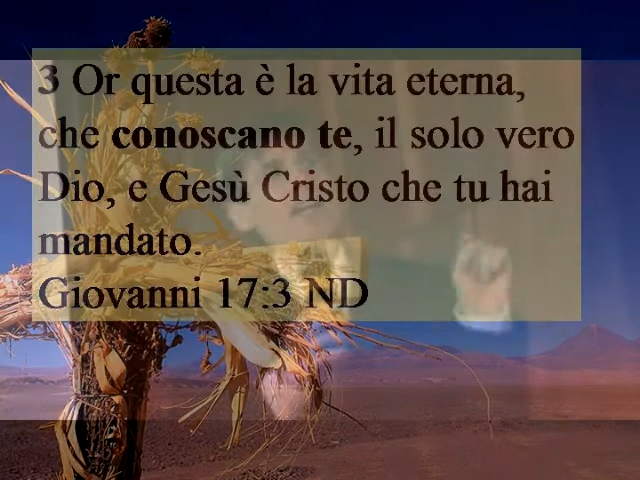 3 Or questa è la vita eterna,
che conoscano te, il solo vero
Dio, e Gesù Cristo che tu hai
mandato.
Giovanni 17:3 ND